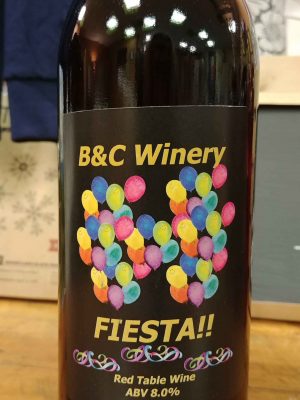 B&C Winery
FIESTA!!
Red Table Wine
ABV 8.0%